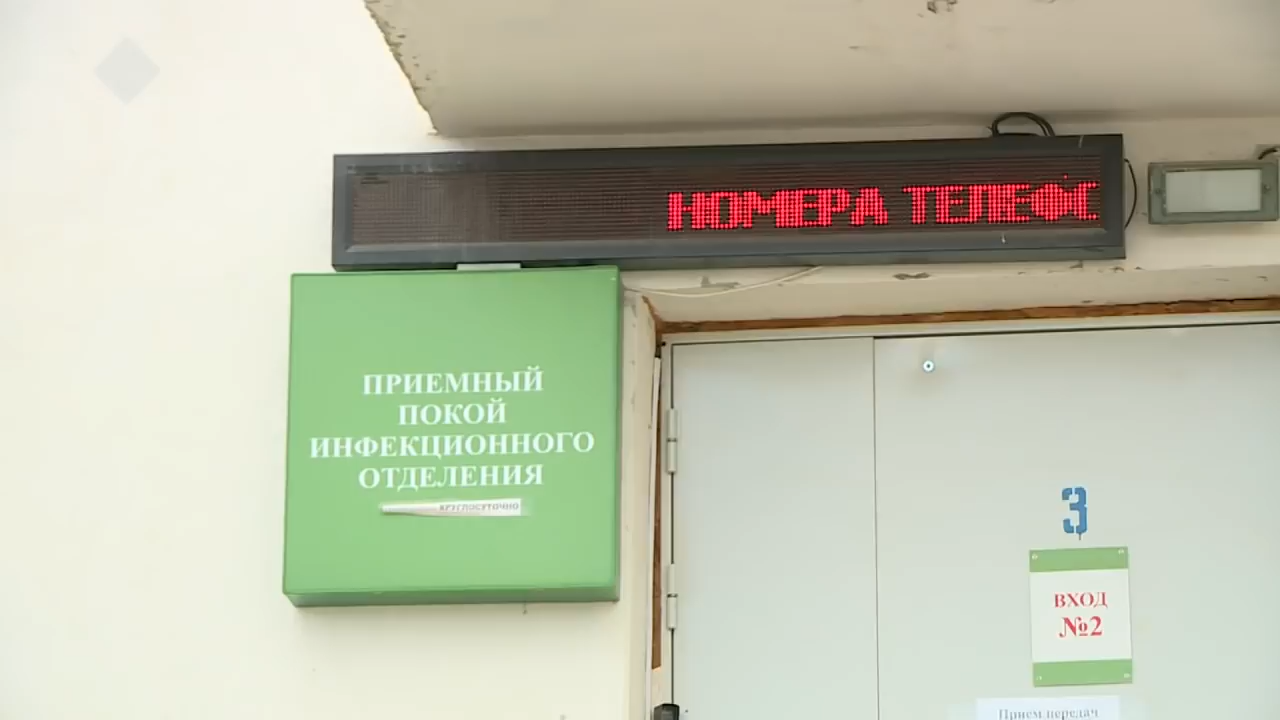 НОМЕРА ТЕЛЕФС
ПРИЕМНЫЙ
ПОКОЙ
ИНФЕКЦИОННОГО
ОТДЕЛЕНИЯ
КРУГЛОСУТОЧНО
3
ВХОД
№2
Прием передач